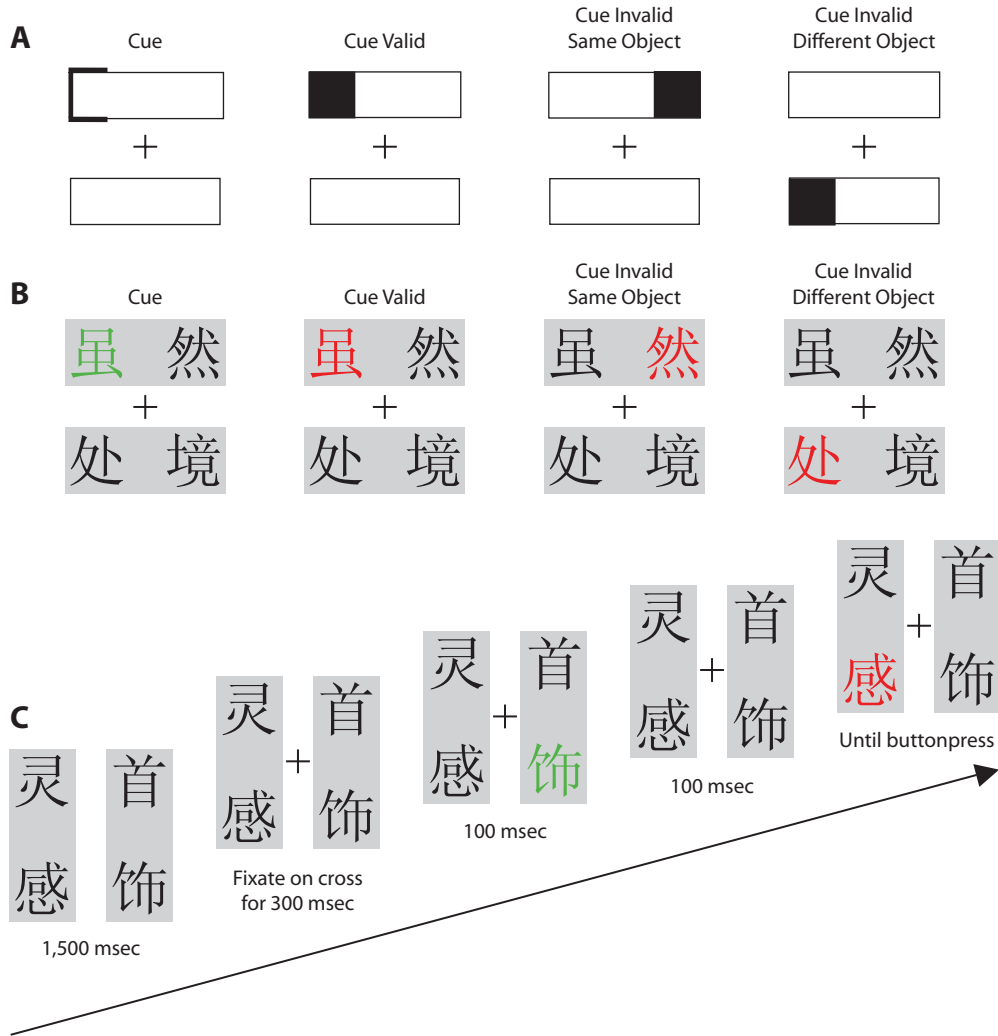 A
Cue
Cue Valid
Cue Invalid
Same Object
Cue Invalid
Different Object
+ + + +
B
Cue
Cue Valid
Cue Invalid
Same Object
Cue Invalid
Different Object
虽 然 虽 然 虽 然 虽 然
+ + + +
处 境 处 境 处 境 处 境
C
灵 首
感 饰
1,500 msec
灵 首
+
感 饰
Fixate on cross
for 300 msec
灵 首
+
感 饰
100 msec
灵 首
+
感 饰
100 msec
灵 首
+
感 饰
Until buttonpress